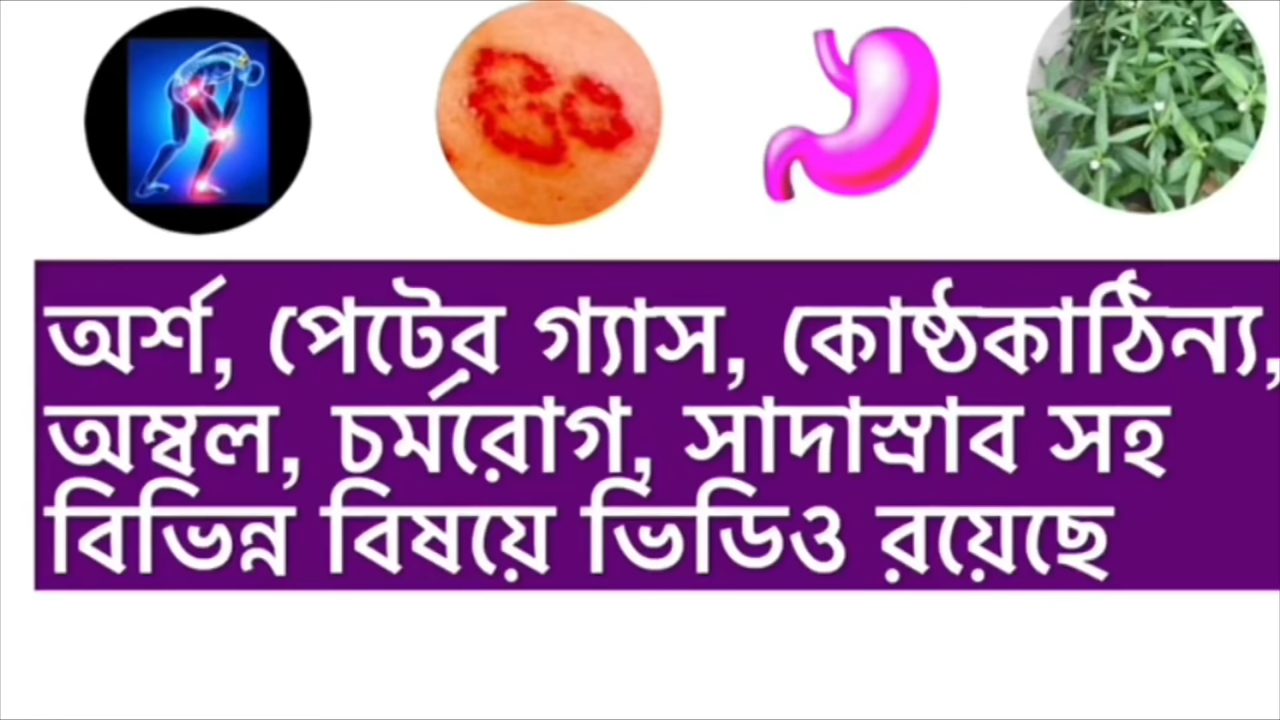 অর্শ, পেটের গ্যাস, কোষ্ঠকাঠিন্য,
অম্বল, চর্মরোগ, সাদাস্রাব সহ
বিভিন্ন বিষয়ে ভিডিও রয়েছে